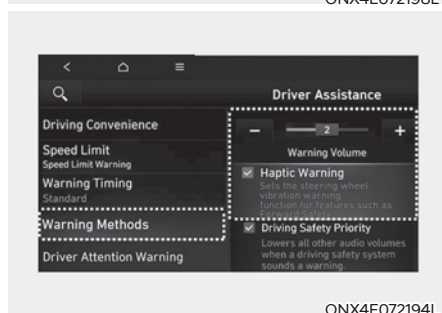 Driver Assistance
Driving Convenience
Speed Limit
Speed Limit Warning
Warning Timing
Standard
Warning Methods
Driver Attention Warning
- 2 +
Warning Volume
Haptic Warning
Sets the steering wheel
vibration warning
function for features such as
Forward Safety
Driving Safety Priority
Lowers all other audio volumes
when a driving safety system
sounds a warning.
ONX4E072194L